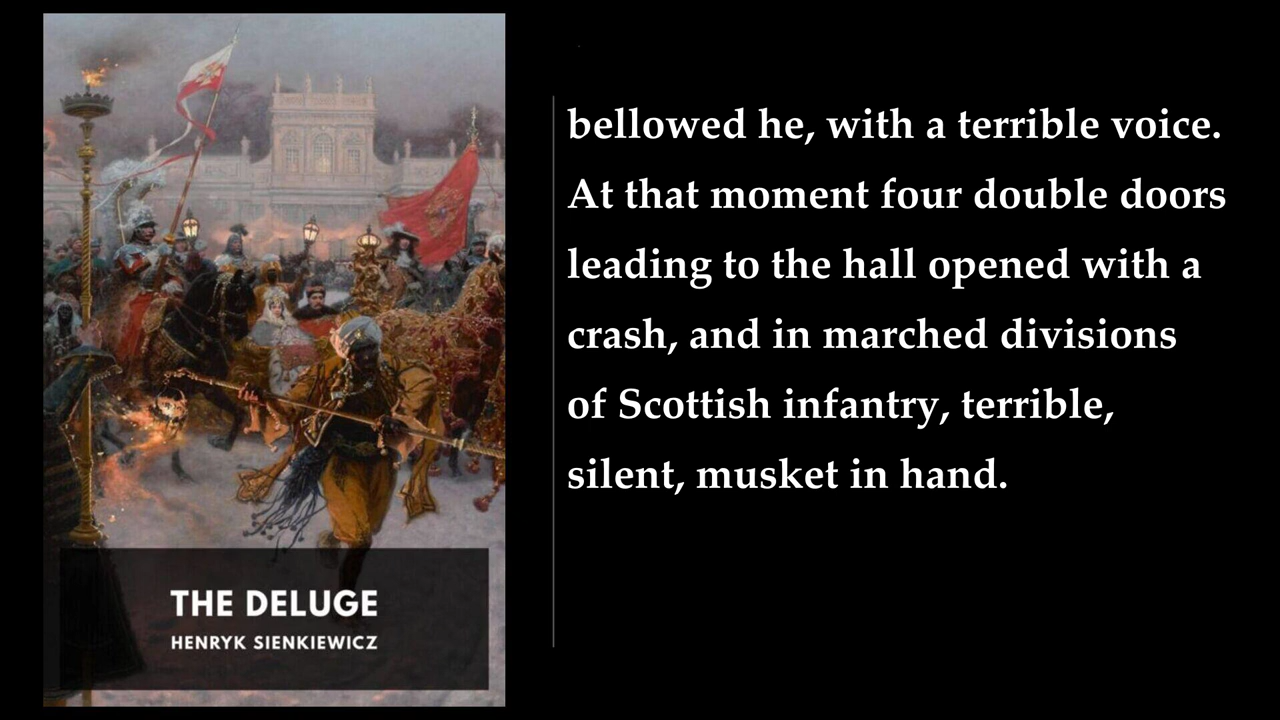 bellowed he, with a terrible voice.
At that moment four double doors
leading to the hall opened with a
crash, and in marched divisions
of Scottish infantry, terrible,
silent, musket in hand.
THE DELUGE
HENRYK SIENKIEWICZ